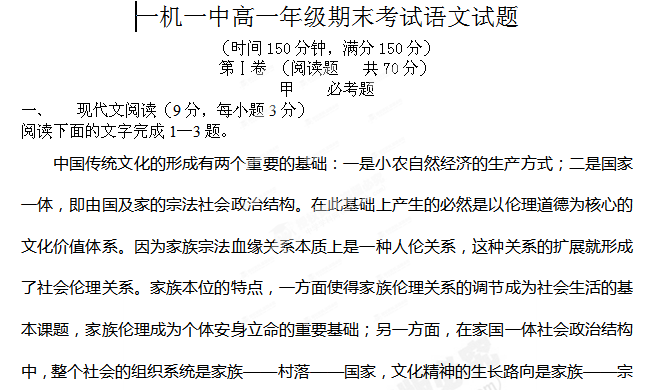 一机一中高一年级期末考试语文试题
（时间150分钟，满分150分）
第Ⅰ卷 （阅读题 共70分）
甲 必考题
一、 现代文阅读（9分，每小题3分）
阅读下面的文字完成1—3题。
中国传统文化的形成有两个重要的基础：一是小农自然经济的生产方式；二是国家
一体，即由国及家的宗法社会政治结构。在此基础上产生的必然是以伦理道德为核心的
文化价值体系。因为家族宗法血缘关系本质上是一种人伦关系，这种关系的扩展就形成
了社会伦理关系。家族本位的特点，一方面使得家族伦理关系的调节成为社会生活的基
本课题，家族伦理成为个体安身立命的重要基础；另一方面，在家国一体社会政治结构
中，整个社会的组织系统是家族——村落——国家，文化精神的生长路向是家族——宗